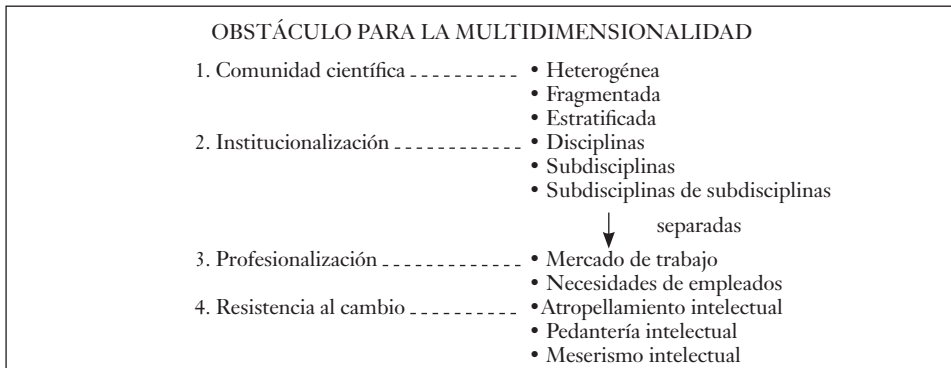 OBSTÁCULO PARA LA MULTIDIMENSIONALIDAD
1. Comunidad científica ----------- • Heterogénea
• Fragmentada
• Estratificada
2. Institucionalización ------------ • Disciplinas
• Subdisciplinas
• Subdisciplinas de subdisciplinas
separadas
3. Profesionalización ------------- • Mercado de trabajo
• Necesidades de empleados
4. Resistencia al cambio ---------- •Atropellamiento intelectual
• Pedantería intelectual
• Meserismo intelectual